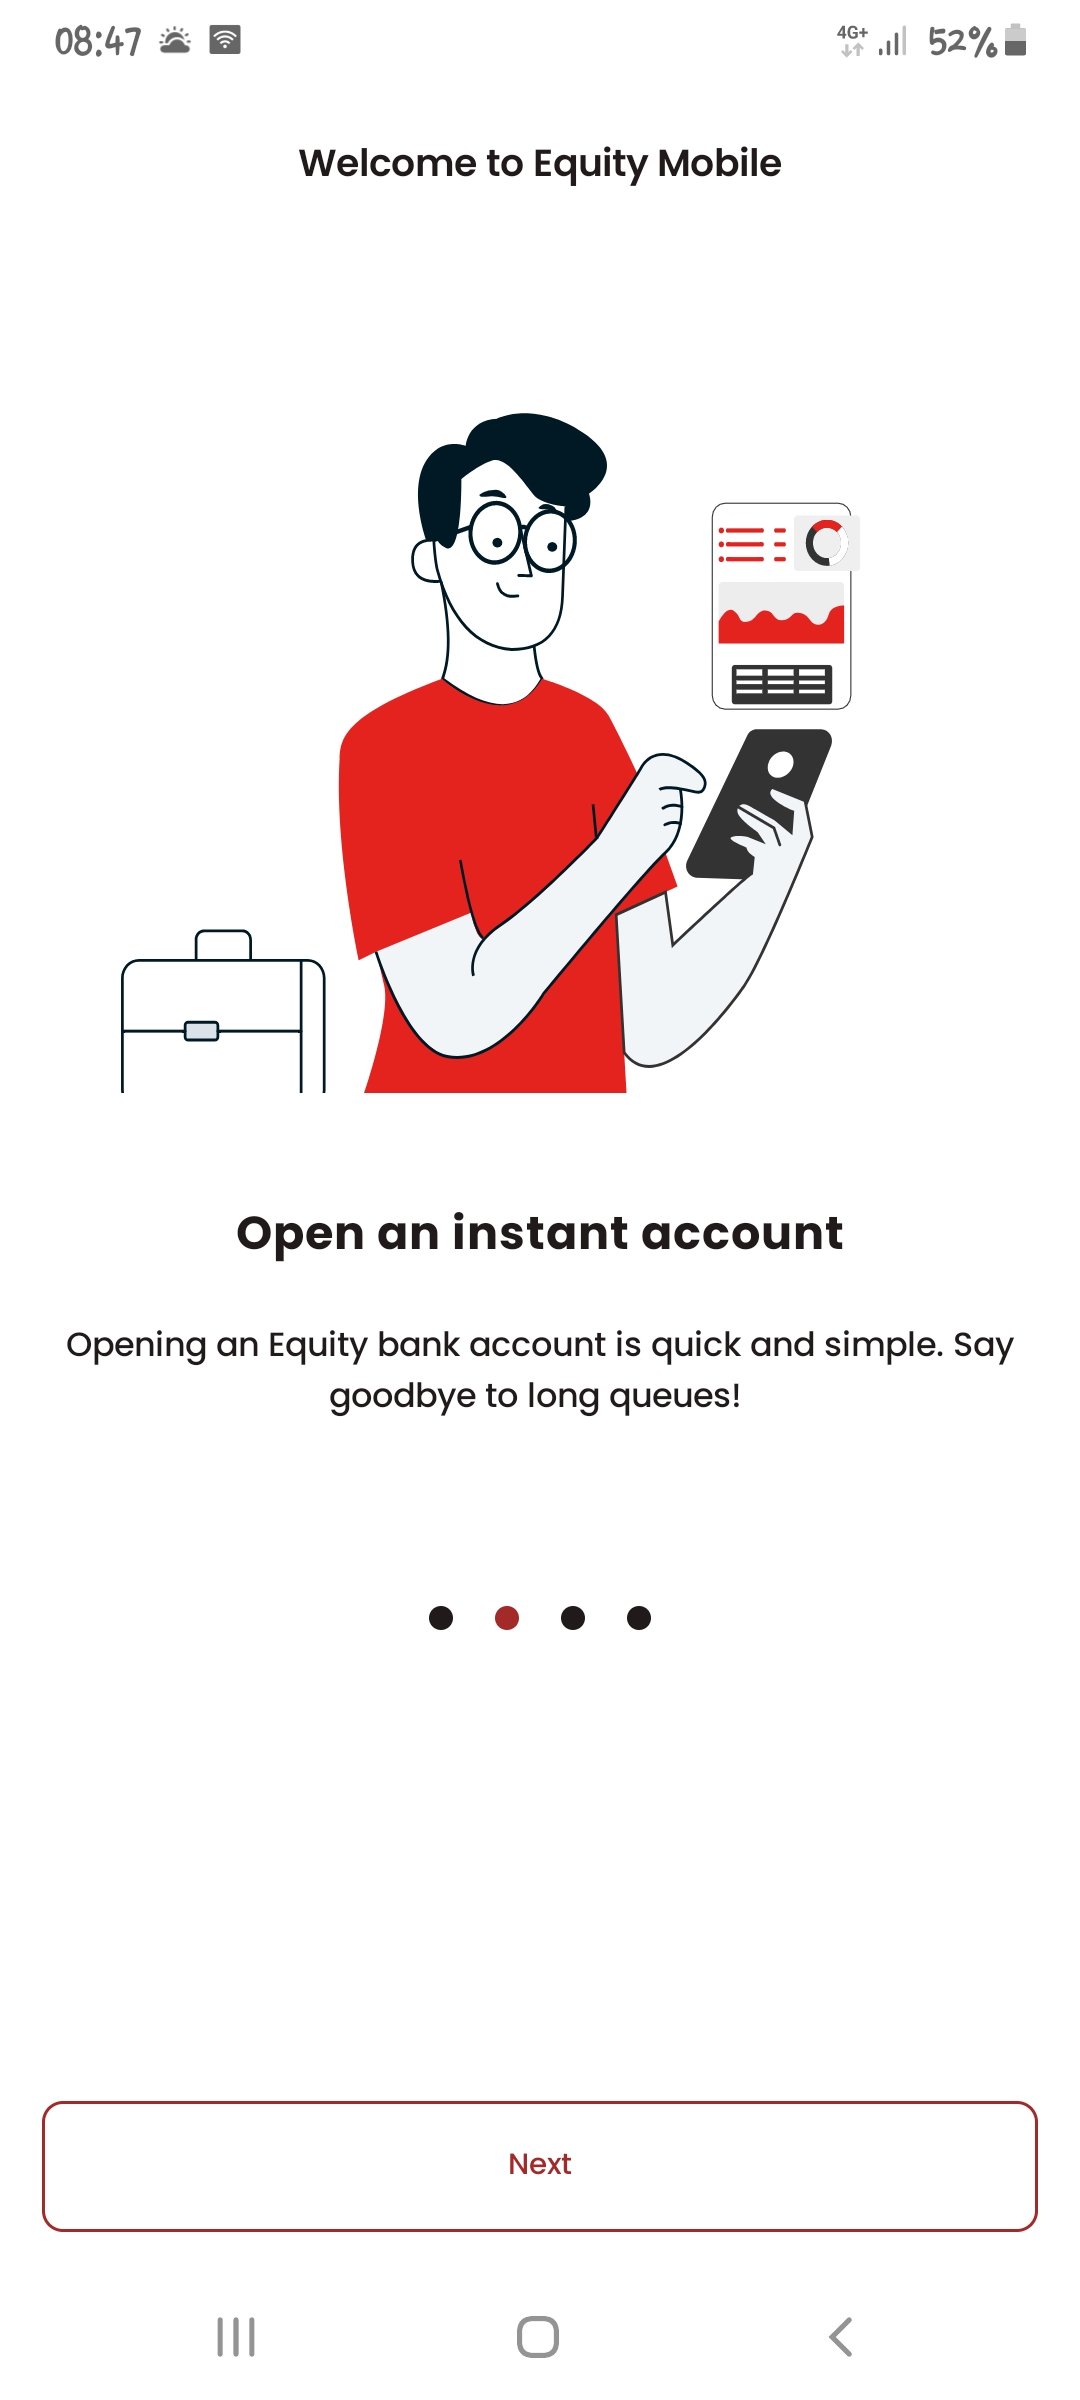 08:47 4G+ 52%
Welcome to Equity Mobile
Open an instant account
Opening an Equity bank account is quick and simple. Say
goodbye to long queues!
Next